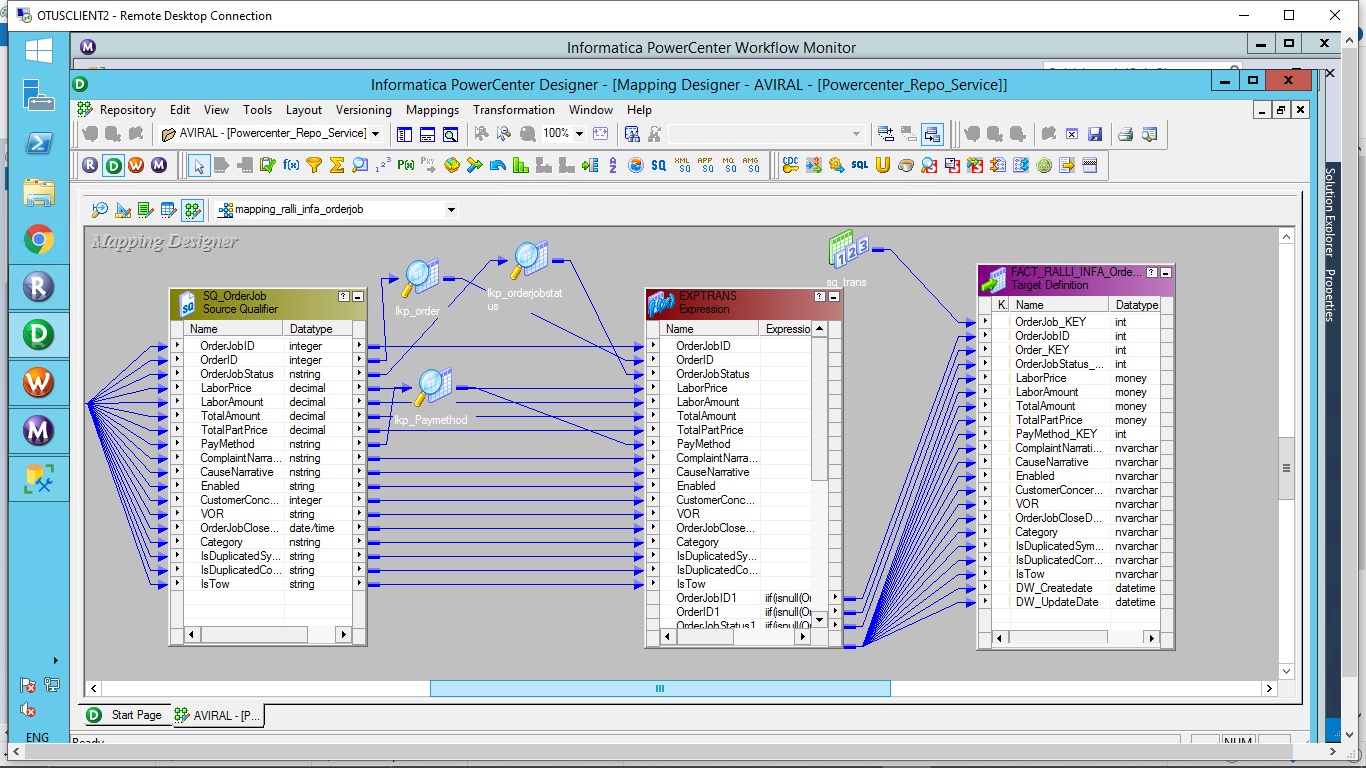 OTUSCLIENT2 - Remote Desktop Connection
Informatica PowerCenter Workflow Monitor
Informatica PowerCenter Designer - [Mapping Designer - AVIRAL - [Powercenter_Repo_Service]]
Repository Edit View Tools Layout Versioning Mappings Transformation Window Help
AVIRAL - [Powercenter_Repo_Service] 100%
mapping_ralli_infa_orderjob
Mapping Designer
SQ_OrderJob
Source Qualifier
Name Datatype
OrderJobID integer
OrderID integer
OrderJobStatus nstring
LaborPrice decimal
LaborAmount decimal
TotalAmount decimal
TotalPartPrice decimal
PayMethod nstring
ComplaintNarra... nstring
CauseNarrative nstring
Enabled string
CustomerConc... integer
VOR string
OrderJobClose... date/time
Category nstring
IsDuplicatedSy... string
IsDuplicatedCo... string
IsTow string
lkp_order
lkp_orderjobstat
us
lkp_Paymethod
EXPTRANS
Expression
Name Expressio
OrderJobID
OrderID
OrderJobStatus
LaborPrice
LaborAmount
TotalAmount
TotalPartPrice
PayMethod
ComplaintNarra...
CauseNarrative
Enabled
CustomerConc...
VOR
OrderJobClose...
Category
IsDuplicatedSy...
IsDuplicatedCo...
IsTow
OrderJobID1 iif(isnull(Or
OrderID1 iif(isnull(Or
OrderJobStatus1 iif(isnull(Or
sq_trans
FACT_RALLI_INFA_Orde...
Target Definition
K. Name Datatype
OrderJob_KEY int
OrderJobID int
Order_KEY int
OrderJobStatus_... int
LaborPrice money
LaborAmount money
TotalAmount money
TotalPartPrice money
PayMethod_KEY int
ComplaintNarrati... nvarchar
CauseNarrative nvarchar
Enabled nvarchar
CustomerConcer... nvarchar
VOR nvarchar
OrderJobCloseD... nvarchar
Category nvarchar
IsDuplicatedSym... nvarchar
IsDuplicatedCorr... nvarchar
IsTow nvarchar
DW_Createdate datetime
DW_UpdateDate datetime
Solution Explorer
Properties
Start Page AVIRAL - [P...
Ready NUM
ENG